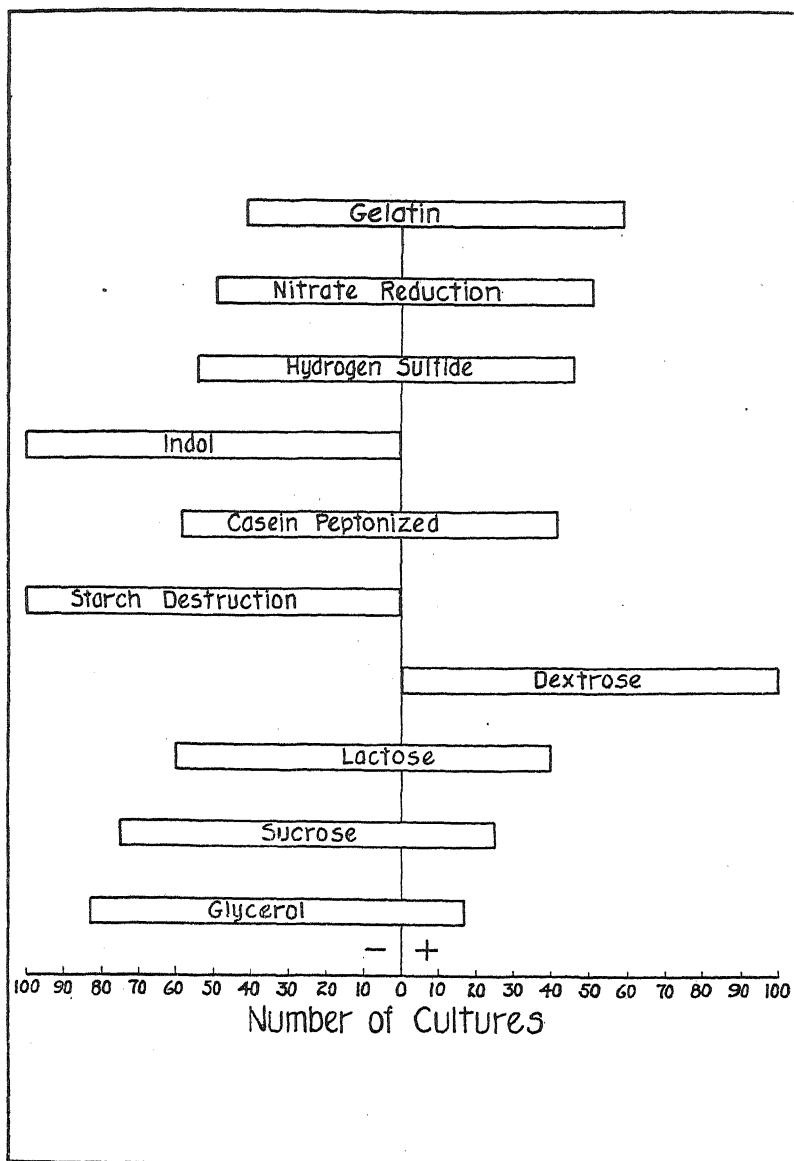 Gelatin
Nitrate Reduction
Hydrogen Sulfide
Indol
Casein Peptonized
Starch Destruction
Dextrose
Lactose
Sucrose
Glycerol
− +
100 90 80 70 60 50 40 30 20 10 0 10 20 30 40 50 60 70 80 90 100
Number of Cultures